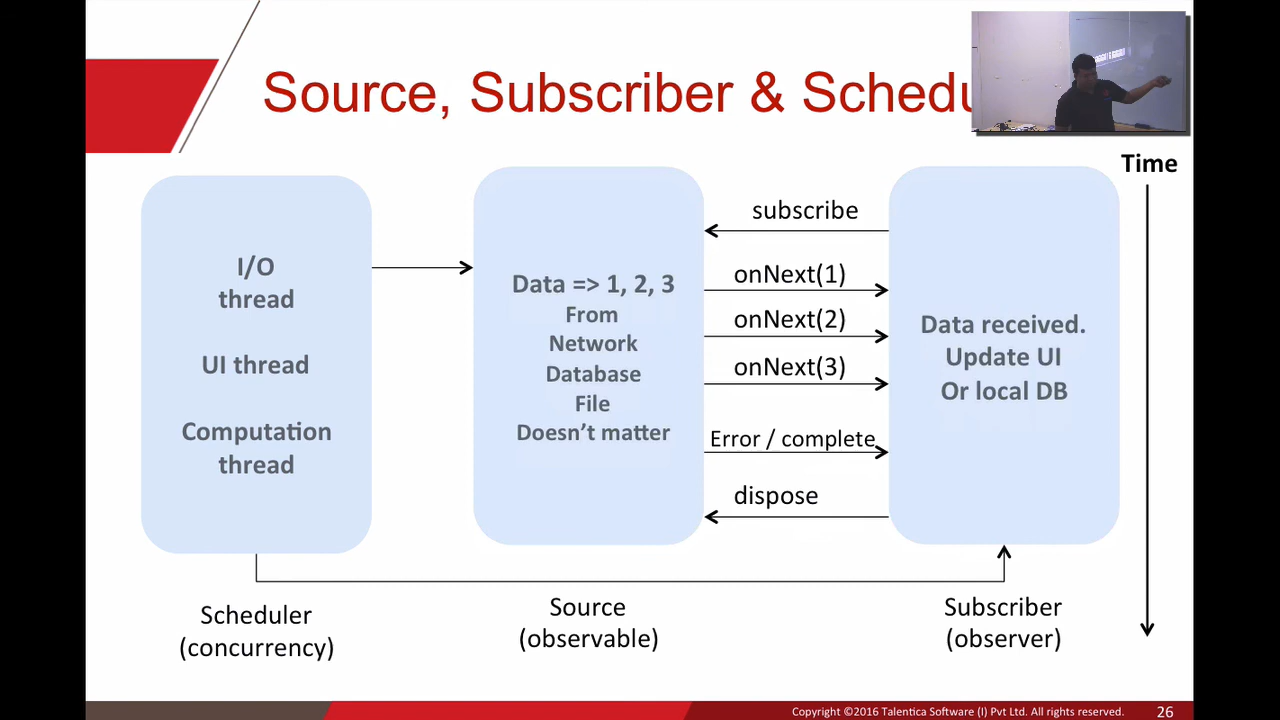 Source, Subscriber & Schedu
Time
I/O
thread
UI thread
Computation
thread
Data => 1, 2, 3
From
Network
Database
File
Doesn’t matter
subscribe
onNext(1)
onNext(2)
onNext(3)
Error / complete
dispose
Data received.
Update UI
Or local DB
Scheduler
(concurrency)
Source
(observable)
Subscriber
(observer)
Copyright ©2016 Talentica Software (I) Pvt Ltd. All rights reserved.
26